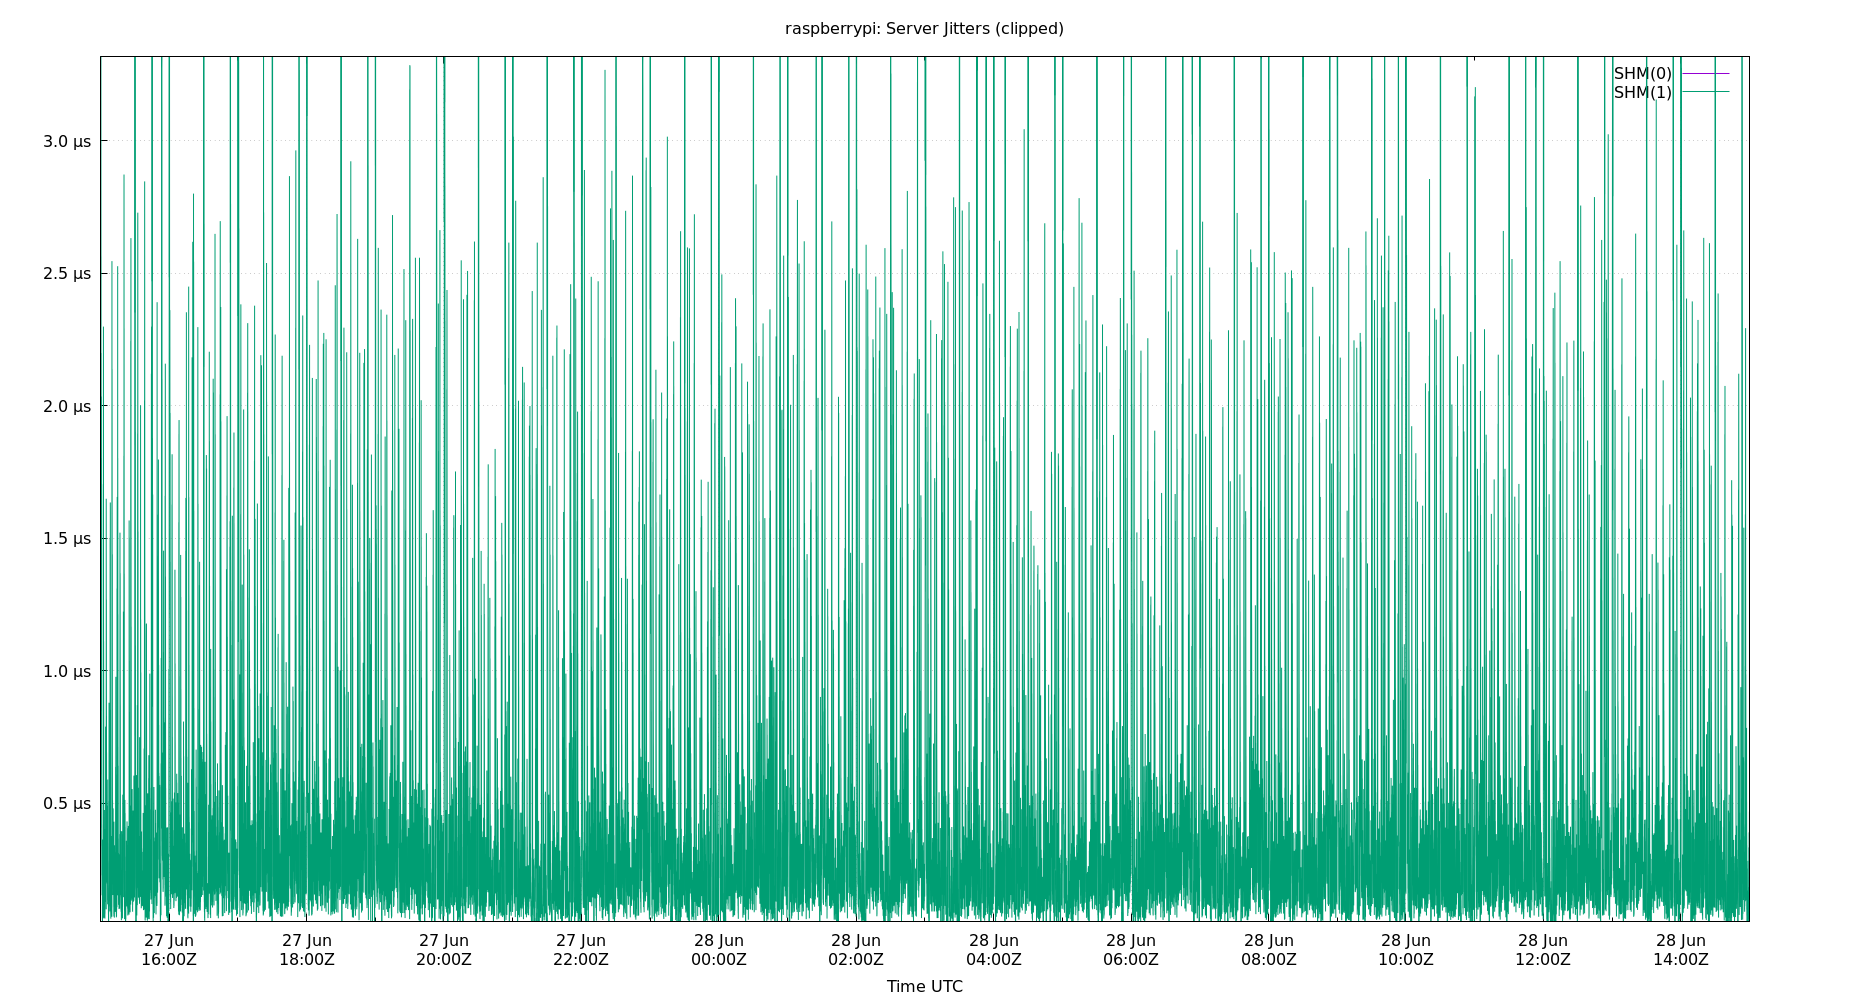 raspberrypi: Server Jitters (clipped)
SHM(0)
SHM(1)
3.0 µs
2.5 µs
2.0 µs
1.5 µs
1.0 µs
0.5 µs
27 Jun 27 Jun 27 Jun 27 Jun 28 Jun 28 Jun 28 Jun 28 Jun 28 Jun 28 Jun 28 Jun 28 Jun
16:00Z 18:00Z 20:00Z 22:00Z 00:00Z 02:00Z 04:00Z 06:00Z 08:00Z 10:00Z 12:00Z 14:00Z
Time UTC